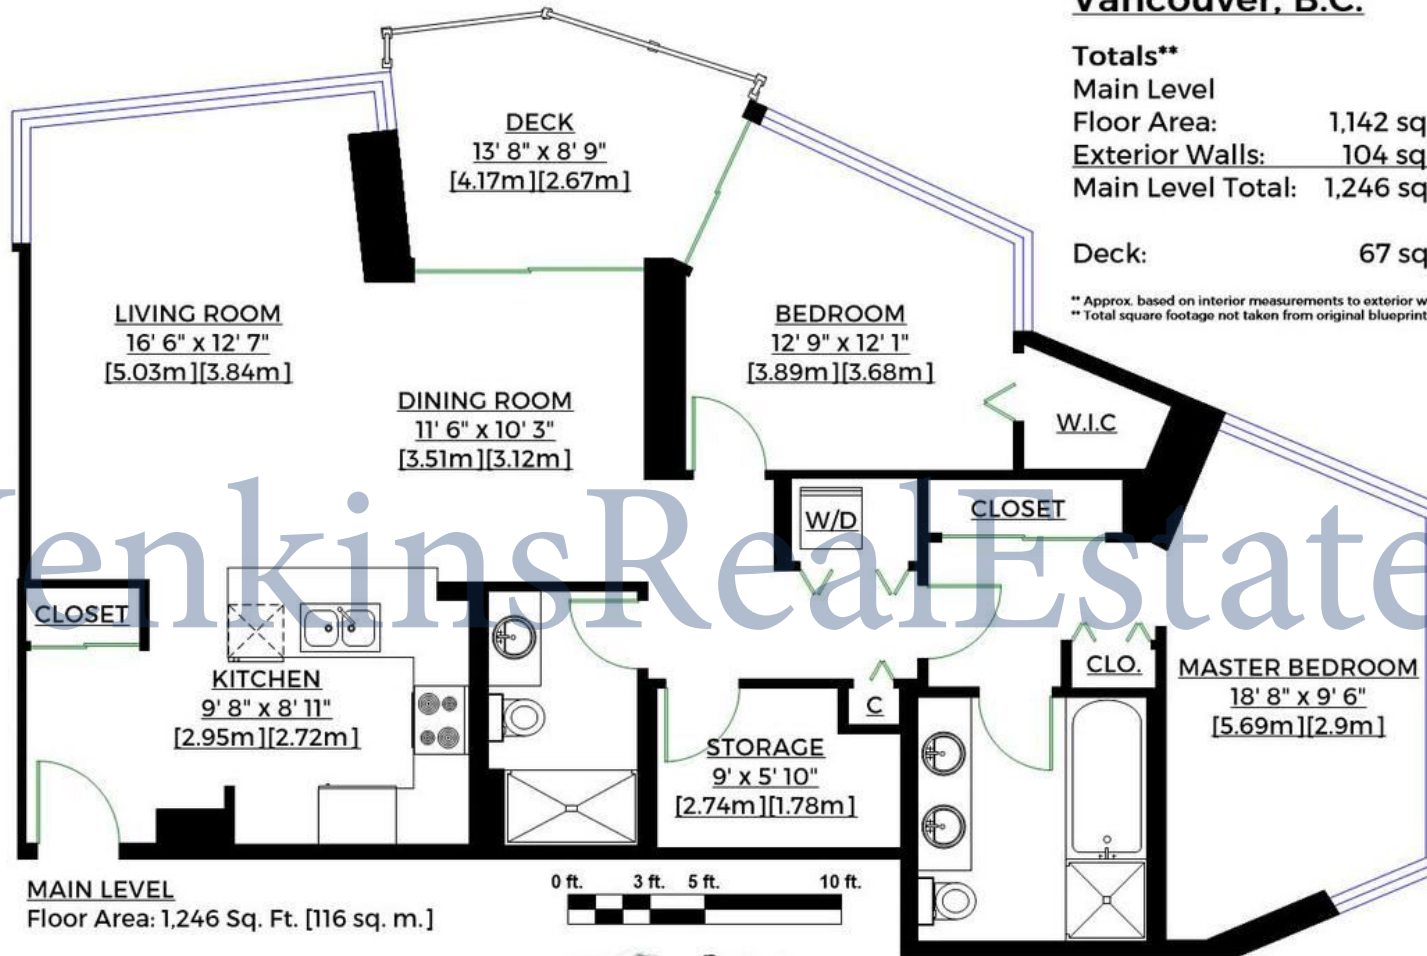 Vancouver, B.C.
Totals**
Main Level
Floor Area: 1,142 sq
Exterior Walls: 104 sq
Main Level Total: 1,246 sq
Deck: 67 sq
** Approx. based on interior measurements to exterior w
** Total square footage not taken from original blueprint
DECK
13' 8" x 8' 9"
[4.17m][2.67m]
LIVING ROOM
16' 6" x 12' 7"
[5.03m][3.84m]
BEDROOM
12' 9" x 12' 1"
[3.89m][3.68m]
DINING ROOM
11' 6" x 10' 3"
[3.51m][3.12m]
W.I.C
W/D
CLOSET
JenkinsRealEstate
CLOSET
KITCHEN
9' 8" x 8' 11"
[2.95m][2.72m]
CLO.
MASTER BEDROOM
18' 8" x 9' 6"
[5.69m][2.9m]
C
STORAGE
9' x 5' 10"
[2.74m][1.78m]
MAIN LEVEL
Floor Area: 1,246 Sq. Ft. [116 sq. m.]
0 ft. 3 ft. 5 ft. 10 ft.